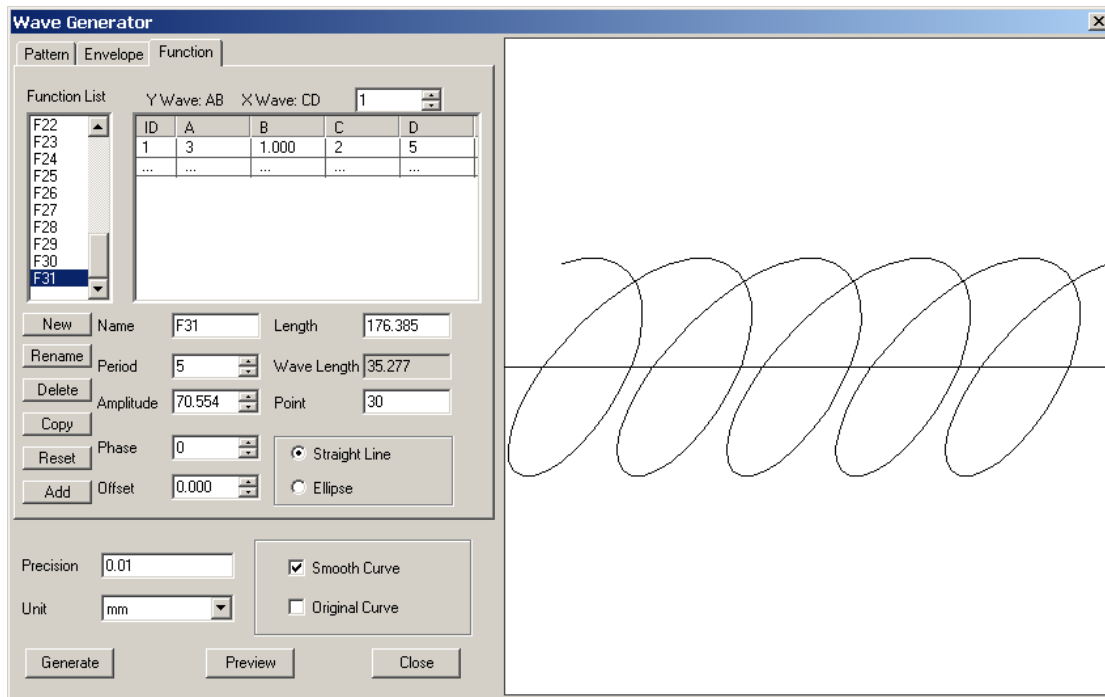 Wave Generator
Pattern Envelope Function
Function List Y Wave: AB X Wave: CD 1
F22
F23
F24
F25
F26
F27
F28
F29
F30
F31
ID A B C D
1 3 1.000 2 5
... ... ... ... ...
New Name F31 Length 176.385
Rename Period 5 Wave Length 35.277
Delete Amplitude 70.554 Point 30
Copy
Reset Phase 0 Straight Line
Add Offset 0.000 Ellipse
Precision 0.01 Smooth Curve
Unit mm Original Curve
Generate Preview Close